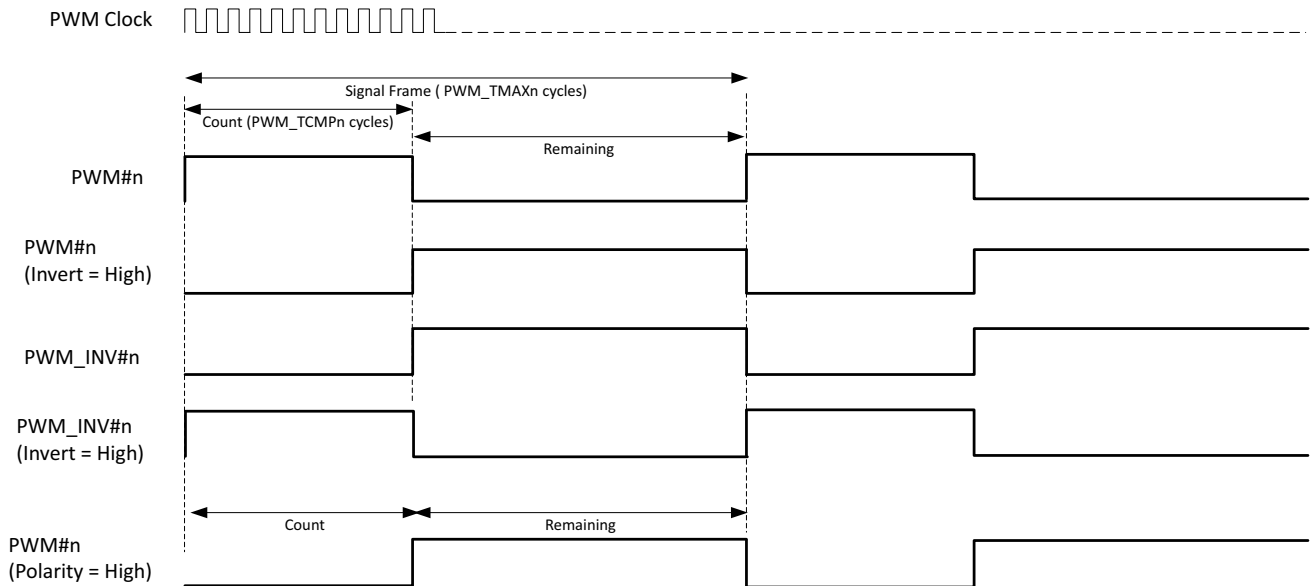 PWM Clock
Signal Frame ( PWM_TMAXn cycles)
Count (PWM_TCMPn cycles)
Remaining
PWM#n
PWM#n
(Invert = High)
PWM_INV#n
PWM_INV#n
(Invert = High)
Count
Remaining
PWM#n
(Polarity = High)